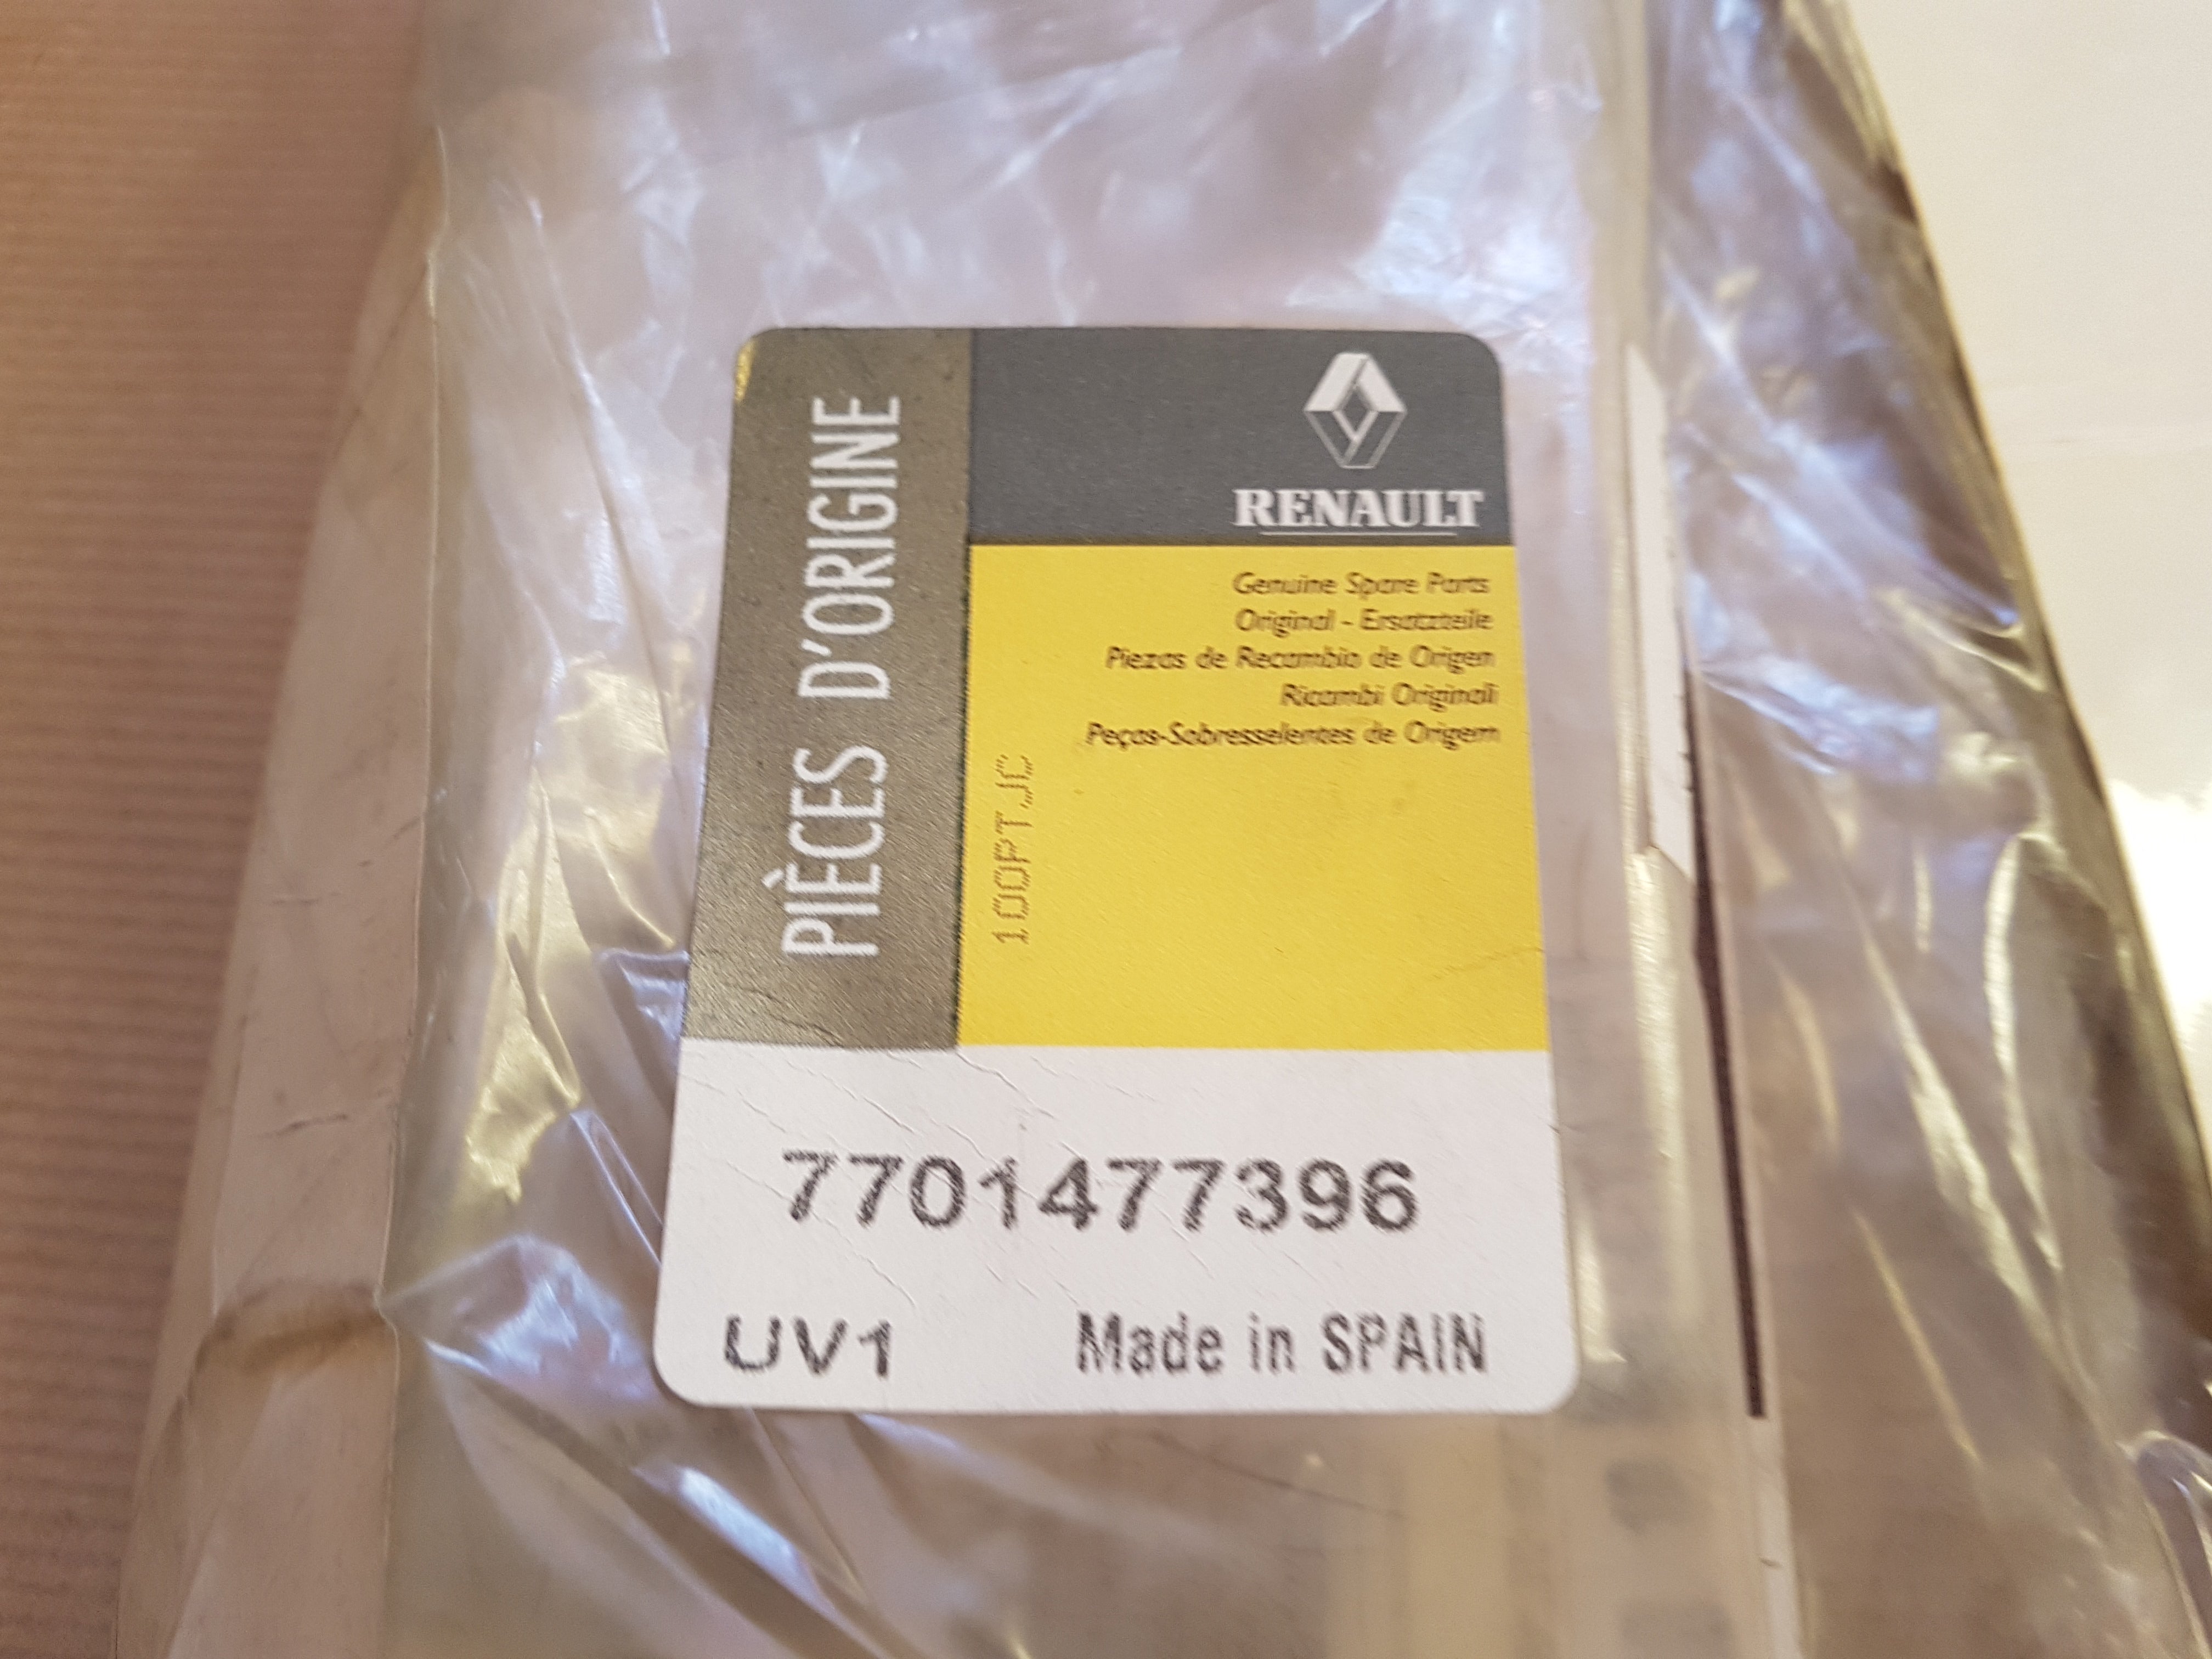 PIÈCES D'ORIGINE
RENAULT
Genuine Spare Parts
Original - Ersatzteile
Piezas de Recambio de Origen
Ricambi Originali
Peças-Sobresselentes de Origem
100PTJC
7701477396
UV1 Made in SPAIN